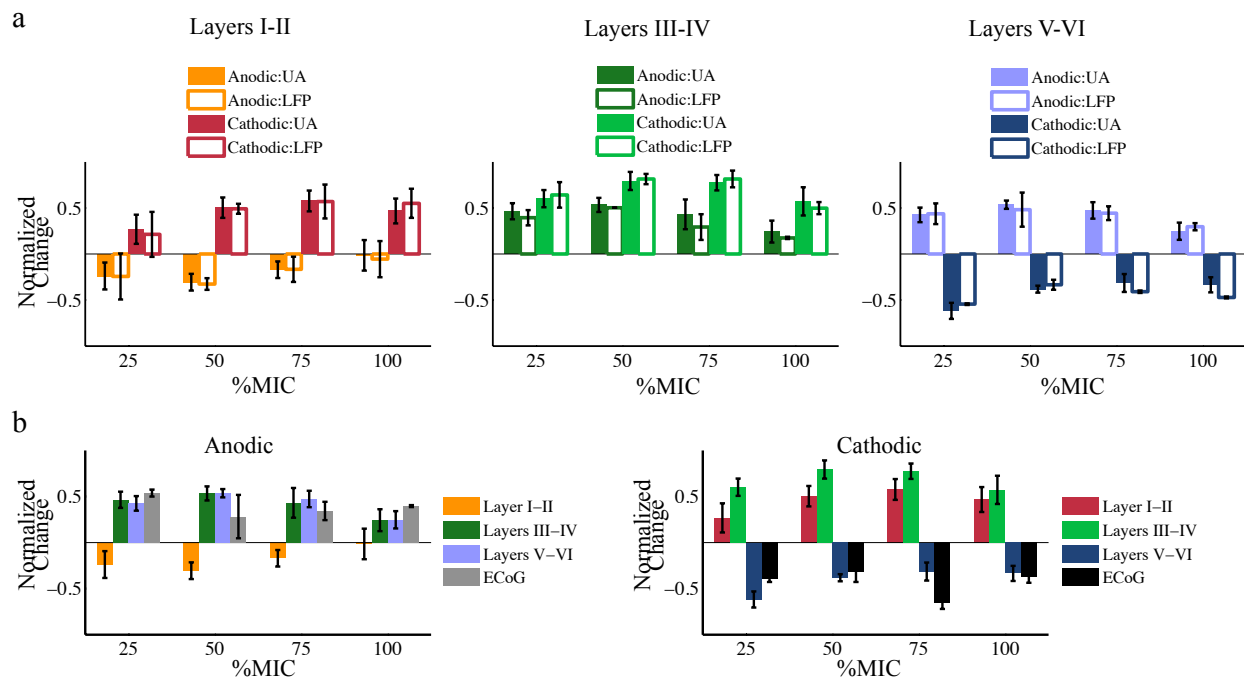 a
Layers I-II
Layers III-IV
Layers V-VI
Anodic:UA
Anodic:LFP
Cathodic:UA
Cathodic:LFP
Anodic:UA
Anodic:LFP
Cathodic:UA
Cathodic:LFP
Anodic:UA
Anodic:LFP
Cathodic:UA
Cathodic:LFP
Normalized
Change
0.5
−0.5
25 50 75 100
%MIC
0.5
−0.5
25 50 75 100
%MIC
0.5
−0.5
25 50 75 100
%MIC
b
Anodic
Normalized
Change
0.5
−0.5
25 50 75 100
%MIC
Layer I−II
Layers III−IV
Layers V−VI
ECoG
Cathodic
Normalized
Change
0.5
−0.5
25 50 75 100
%MIC
Layer I−II
Layers III−IV
Layers V−VI
ECoG